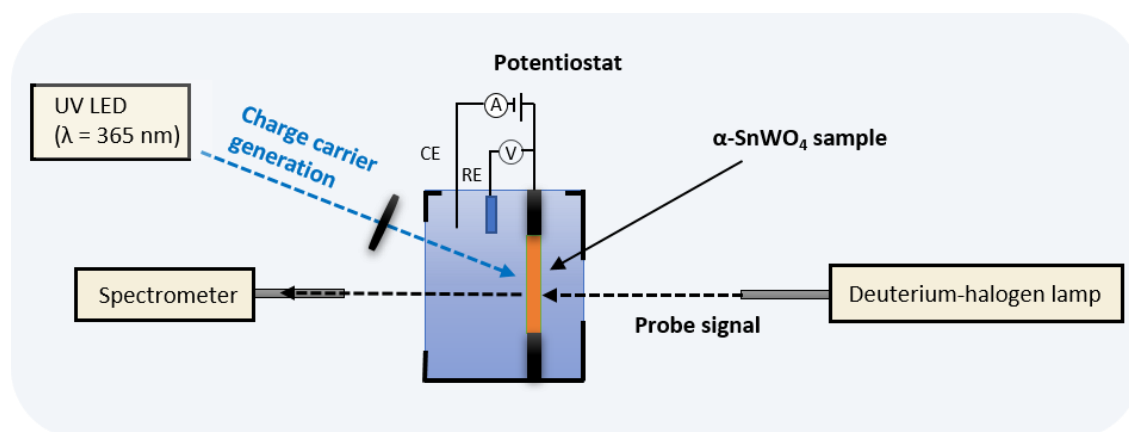 Potentiostat
UV LED
(λ = 365 nm)
Charge carrier
generation
A
V
CE
RE
α-SnWO₄ sample
Spectrometer
Deuterium-halogen lamp
Probe signal